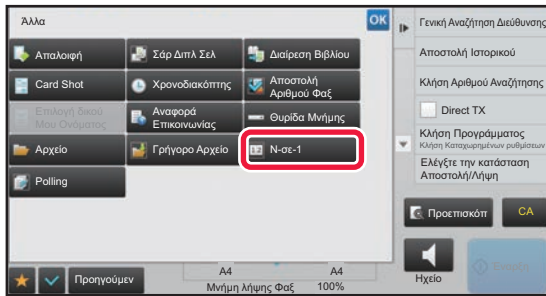 Άλλα
OK
Απαλοιφή
Σάρ Διπλ Σελ
Διαίρεση Βιβλίου
Card Shot
Χρονοδιακόπτης
Αποστολή
Αριθμού Φαξ
Επιλογή δικού
Μου Ονόματος
Αναφορά
Επικοινωνίας
Θυρίδα Μνήμης
Αρχείο
Γρήγορο Αρχείο
N-σε-1
Polling
Προηγούμεν
A4
A4
Μνήμη λήψης Φαξ
100%
Γενική Αναζήτηση Διεύθυνσης
Αποστολή Ιστορικού
Κλήση Αριθμού Αναζήτησης
Direct TX
Κλήση Προγράμματος
Κλήση Καταχωρημένων ρυθμίσεων
Ελέγξτε την κατάσταση
Αποστολή/Λήψη
Προεπισκόπ
CA
Ηχείο
Έναρξη